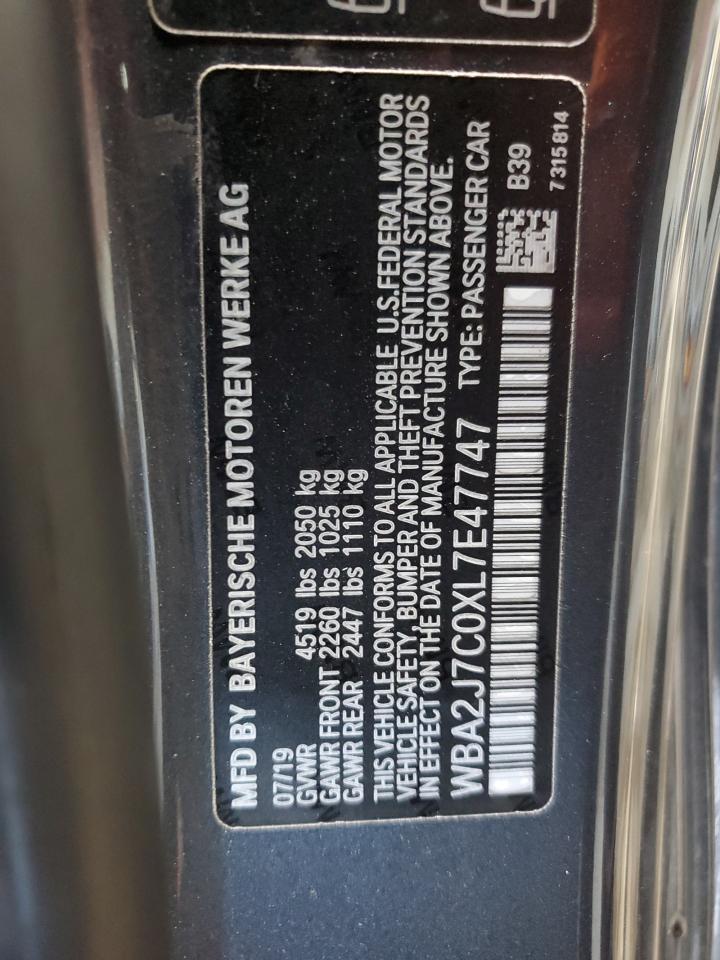 MFD BY BAYERISCHE MOTOREN WERKE AG
07/19
GVWR 4519 lbs 2050 kg
GAWR FRONT 2260 lbs 1025 kg
GAWR REAR 2447 lbs 1110 kg
THIS VEHICLE CONFORMS TO ALL APPLICABLE U.S.FEDERAL MOTOR
VEHICLE SAFETY, BUMPER AND THEFT PREVENTION STANDARDS
IN EFFECT ON THE DATE OF MANUFACTURE SHOWN ABOVE.
WBA2J7C0XL7E47747 TYPE: PASSENGER CAR
B39
7 315 814